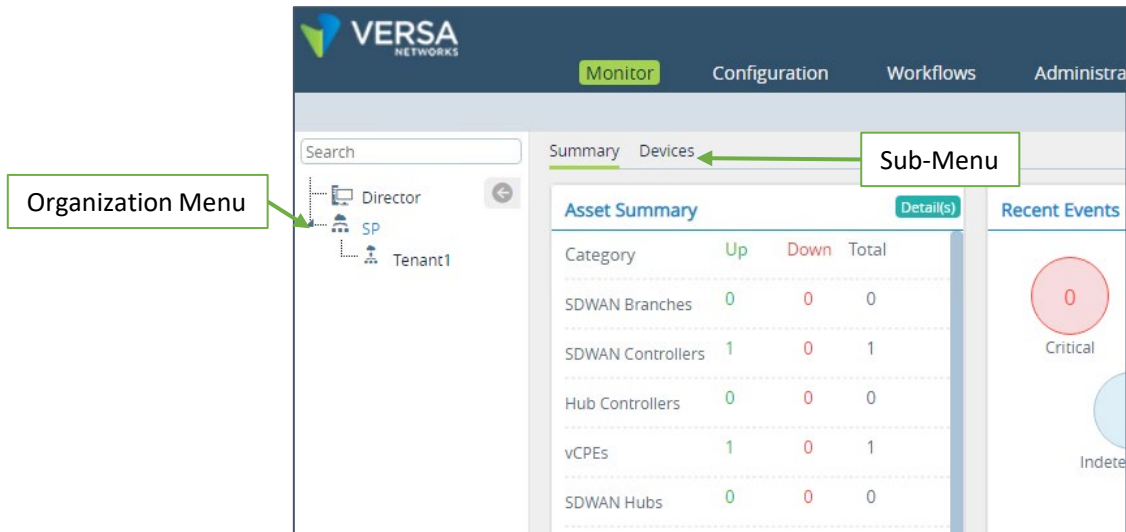 VERSA
NETWORKS
Monitor Configuration Workflows Administra
Search
Summary Devices
Sub-Menu
Organization Menu
Director
SP
Tenant1
Asset Summary Detail(s)
Category Up Down Total
SDWAN Branches 0 0 0
SDWAN Controllers 1 0 1
Hub Controllers 0 0 0
vCPEs 1 0 1
SDWAN Hubs 0 0 0
Recent Events
0
Critical
Indete